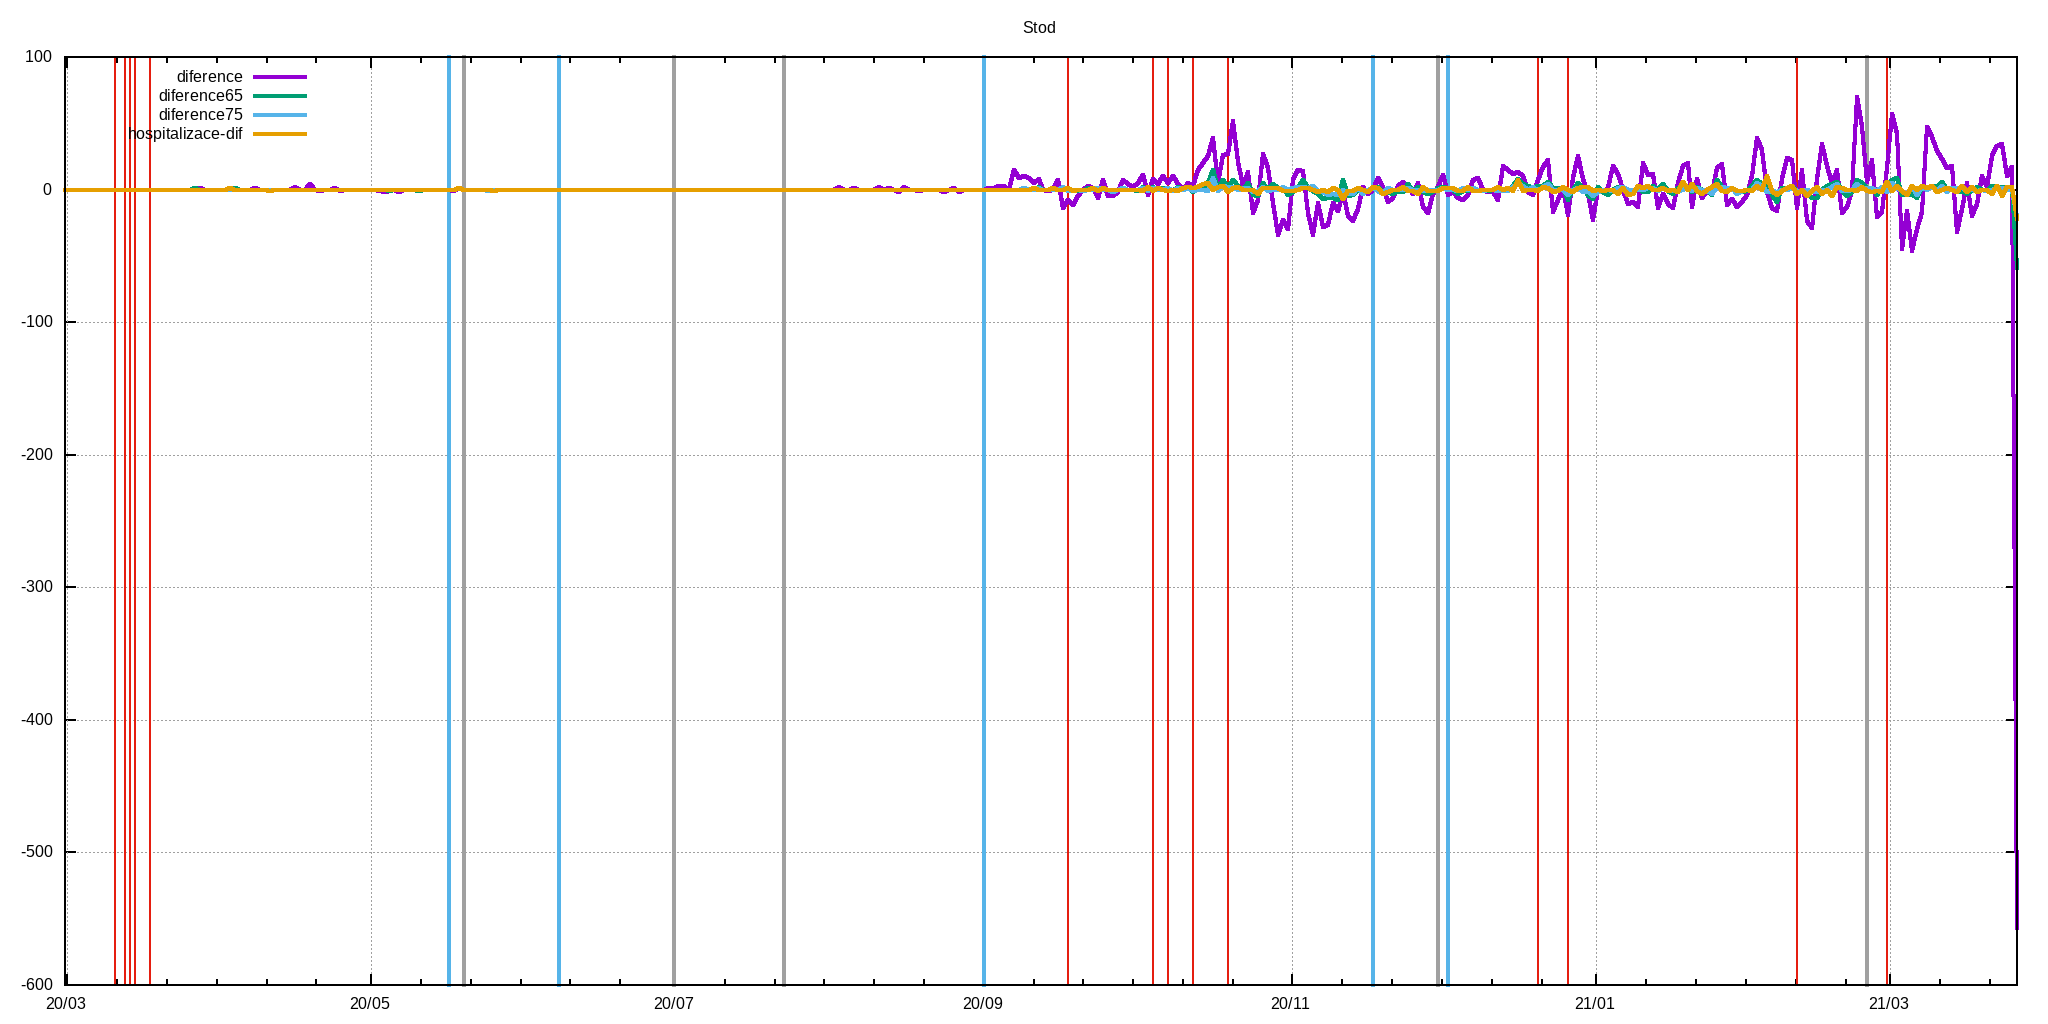 Stod
100
diference
diference65
diference75
hospitalizace-dif
0
-100
-200
-300
-400
-500
-600
20/03 20/05 20/07 20/09 20/11 21/01 21/03